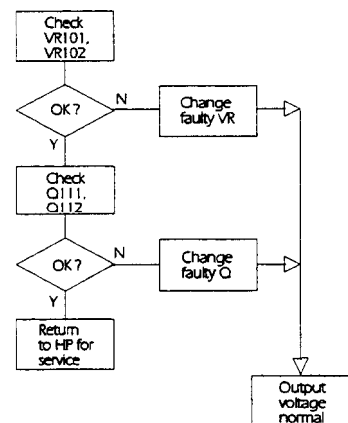 Check
VR101,
VR102
OK?
N
Change
faulty VR
Y
Check
Q111,
Q112
OK?
N
Change
faulty Q
Y
Return
to HP for
service
Output
voltage
normal